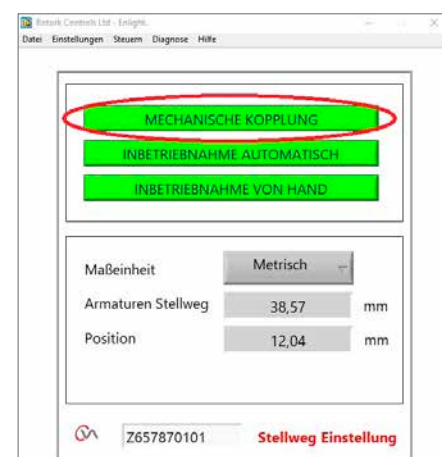 Rotork Controls Ltd - Enlight.
Datei Einstellungen Steuern Diagnose Hilfe
MECHANISCHE KOPPLUNG
INBETRIEBNAHME AUTOMATISCH
INBETRIEBNAHME VON HAND
Maßeinheit Metrisch
Armaturen Stellweg 38,57 mm
Position 12,04 mm
Z657870101 Stellweg Einstellung